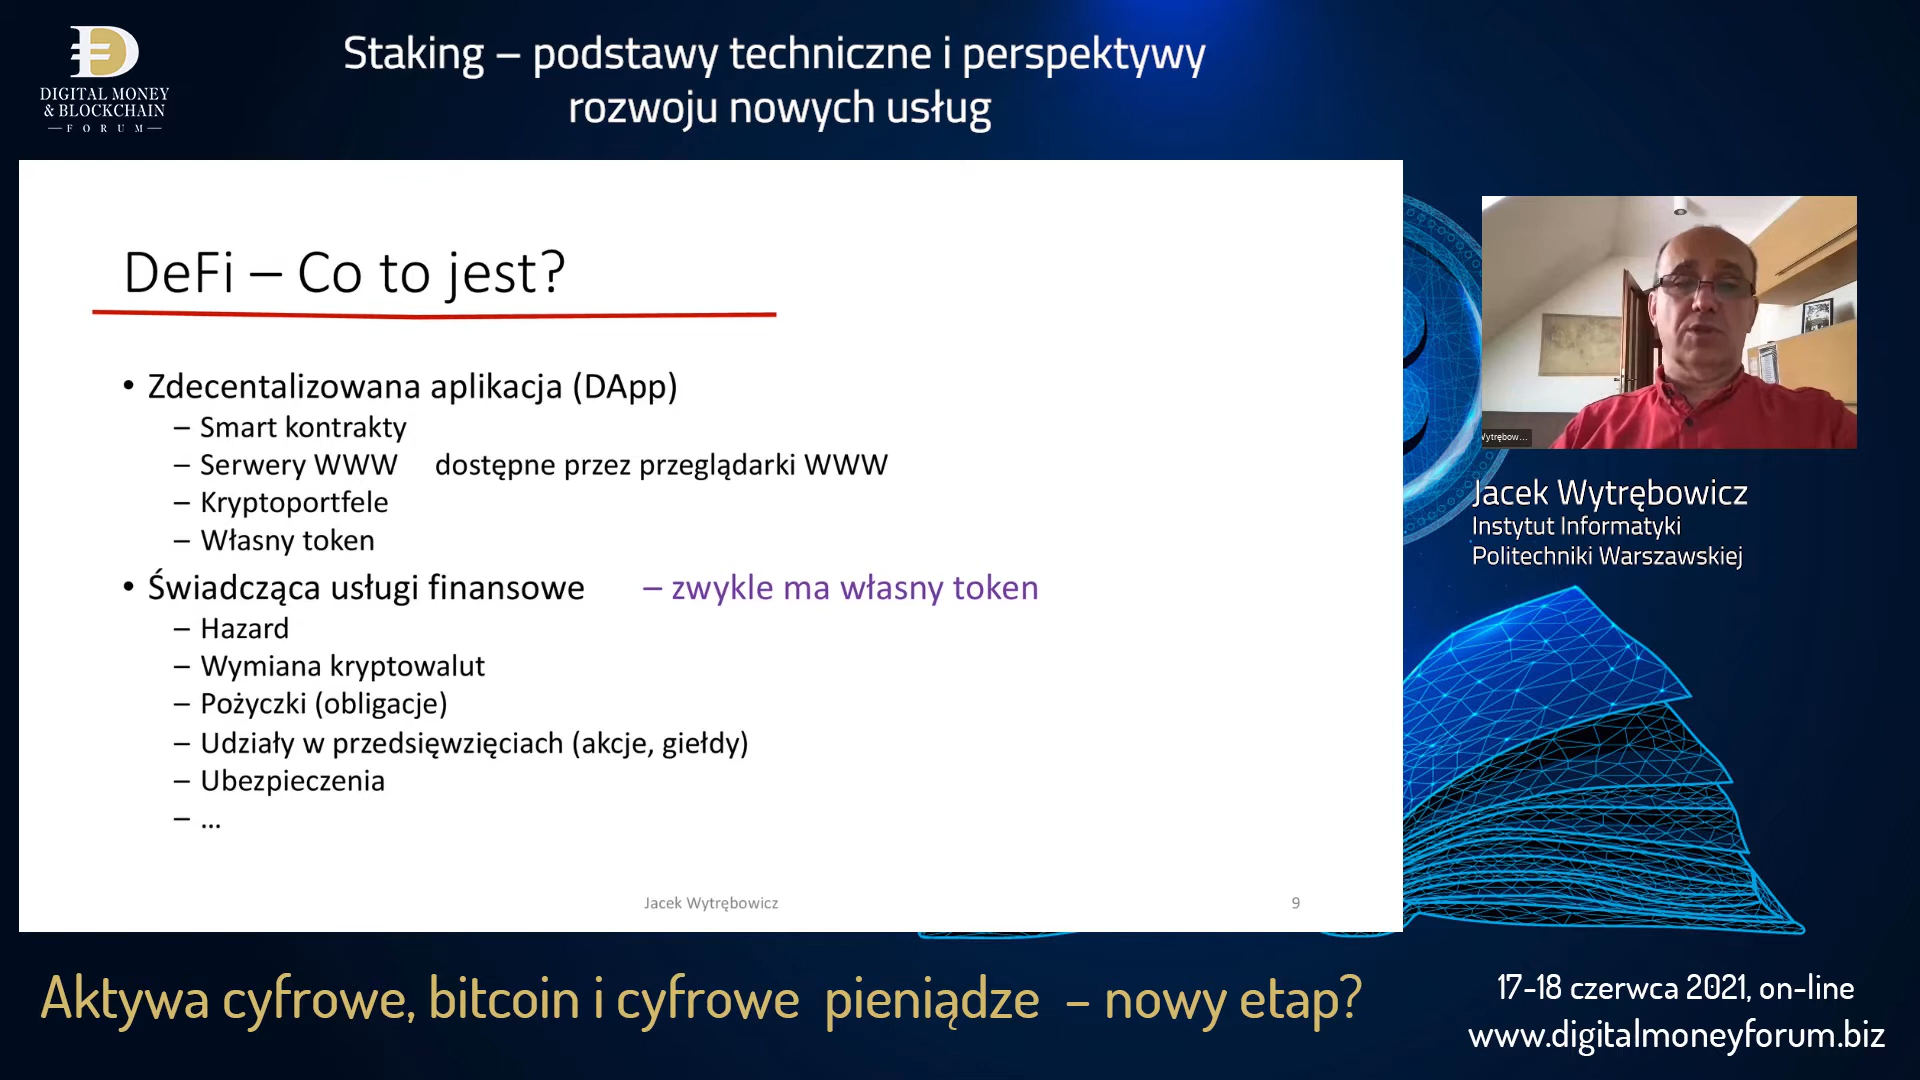 DIGITAL MONEY
& BLOCKCHAIN
— F O R U M —
Staking – podstawy techniczne i perspektywy
rozwoju nowych usług
DeFi – Co to jest?
• Zdecentalizowana aplikacja (DApp)
– Smart kontrakty
– Serwery WWW dostępne przez przeglądarki WWW
– Kryptoportfele
– Własny token
• Świadcząca usługi finansowe – zwykle ma własny token
– Hazard
– Wymiana kryptowalut
– Pożyczki (obligacje)
– Udziały w przedsięwzięciach (akcje, giełdy)
– Ubezpieczenia
– ...
Jacek Wytrębowicz
9
Jacek Wytrębowicz
Instytut Informatyki
Politechniki Warszawskiej
Aktywa cyfrowe, bitcoin i cyfrowe pieniądze – nowy etap?
17-18 czerwca 2021, on-line
www.digitalmoneyforum.biz